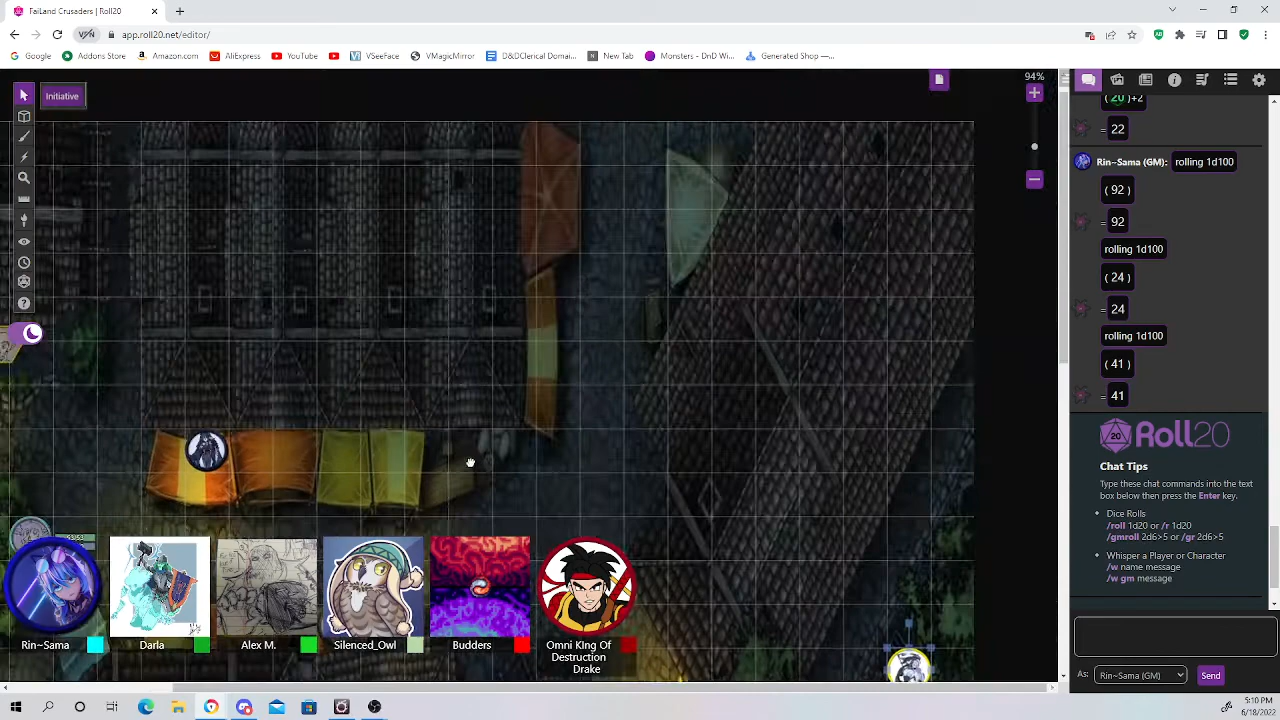 FaiLand Crusaders | Roll20
VPN
app.roll20.net/editor/
Google
Addons Store
Amazon.com
AliExpress
YouTube
VSeeFace
VMagicMirror
D&DClerical Domai...
New Tab
Monsters - DnD Wi...
Generated Shop —...
Initiative
94%
(20)+2
= 22
Rin~Sama (GM): rolling 1d100
( 92 )
= 92
rolling 1d100
( 24 )
= 24
rolling 1d100
( 41 )
= 41
20
Roll20
Chat Tips
Type these commands into the text
box below then press the Enter key.
Dice Rolls
/roll 1d20 or /r 1d20
/gmroll 2d6>5 or /gr 2d6>5
Whisper a Player or Character
/w name message
/w gm message
Rin~Sama
Darla
Alex M.
Silenced_Owl
Budders
Omni KIng Of
Destruction
Drake
As:
Rin~Sama (GM)
Send
5:10 PM
6/18/2022